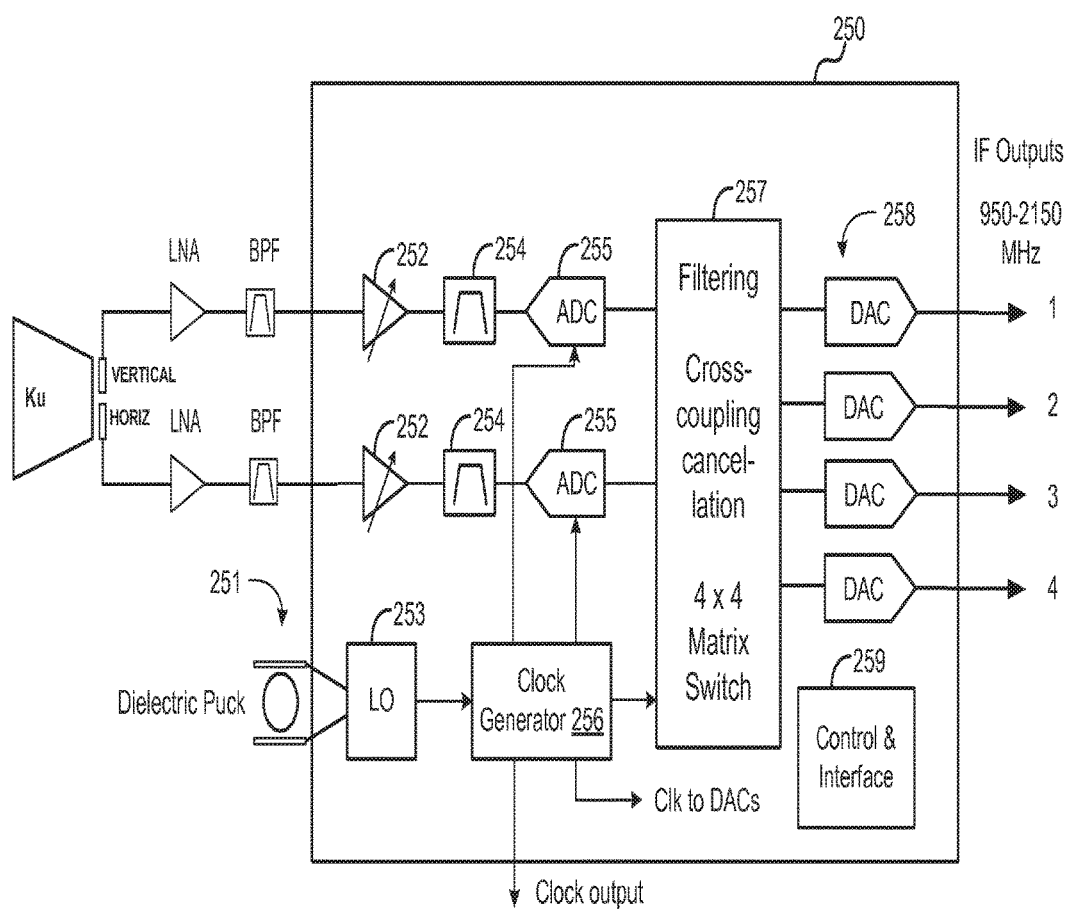 250
IF Outputs
950-2150
MHz
257
258
LNA
BPF
252
254
255
Filtering
ADC
DAC
1
Ku
VERTICAL
HORIZ
Cross-
coupling
cancel-
lation
DAC
2
LNA
BPF
252
254
255
ADC
DAC
3
251
253
4 x 4
Matrix
Switch
DAC
4
259
Dielectric Puck
LO
Clock
Generator 256
Control &
Interface
Clk to DACs
Clock output